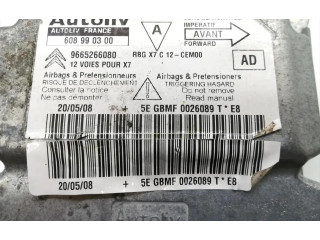 Autoliv
AUTOLIV FRANCE
608 99 03 00
A
IMPERATIF
AVANT
FORWARD
9665266080
12 VOIES POUR X7
RBG X7 C 12-CEM00
AD
Airbags & Pretensionneurs
RISQUE DE DECLENCHEMENT
Consulter la notice
Ne pas démonter
Airbags & Pretensioners
TRIGGERING HAZARD
Do not remove
Read manual
20/05/08 + 5E GBMF 0026089 T * E8
20/05/08 + 5E GBMF 0026089 T * E8
Autoliv